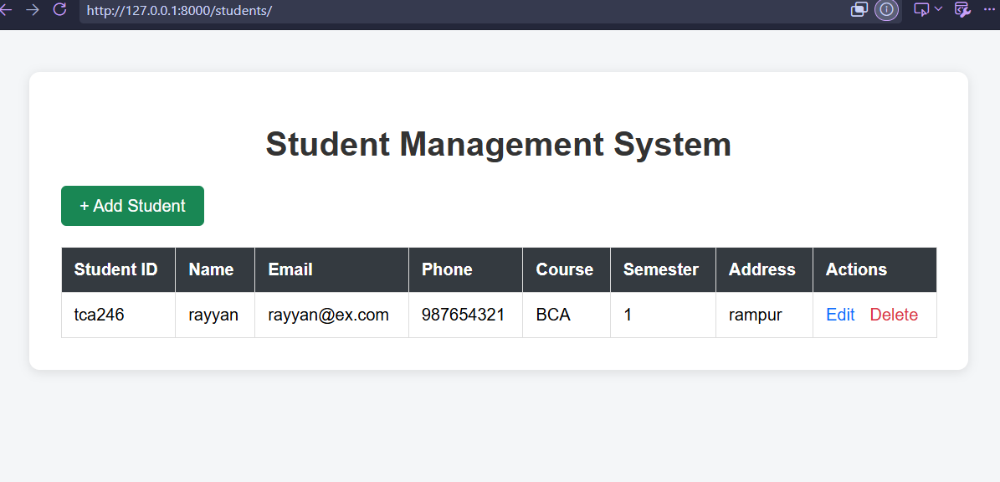 http://127.0.0.1:8000/students/
Student Management System
+ Add Student
Student ID Name Email Phone Course Semester Address Actions
tca246 rayyan rayyan@ex.com 987654321 BCA 1 rampur Edit Delete